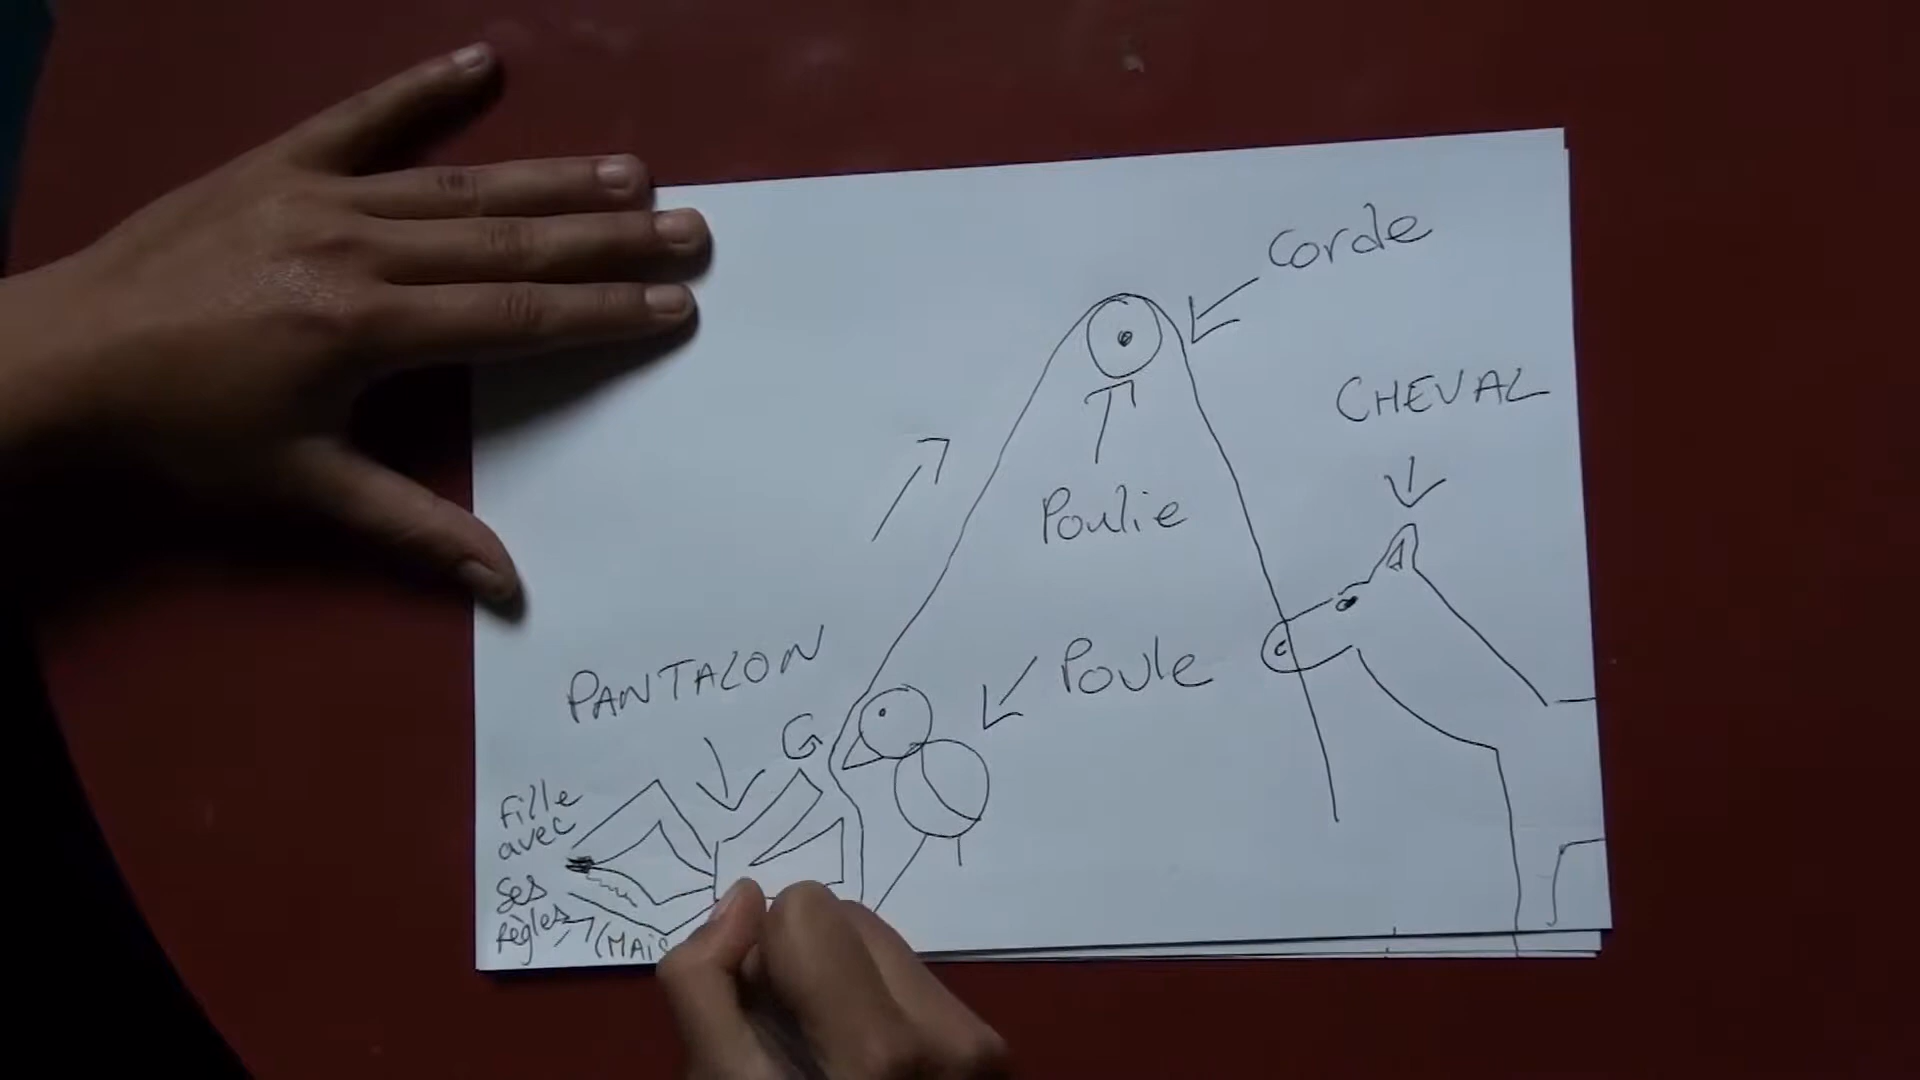 Corde
CHEVAL
Poulie
Poule
PANTALON
G
Fille
avec
ses
règles
(MAIS